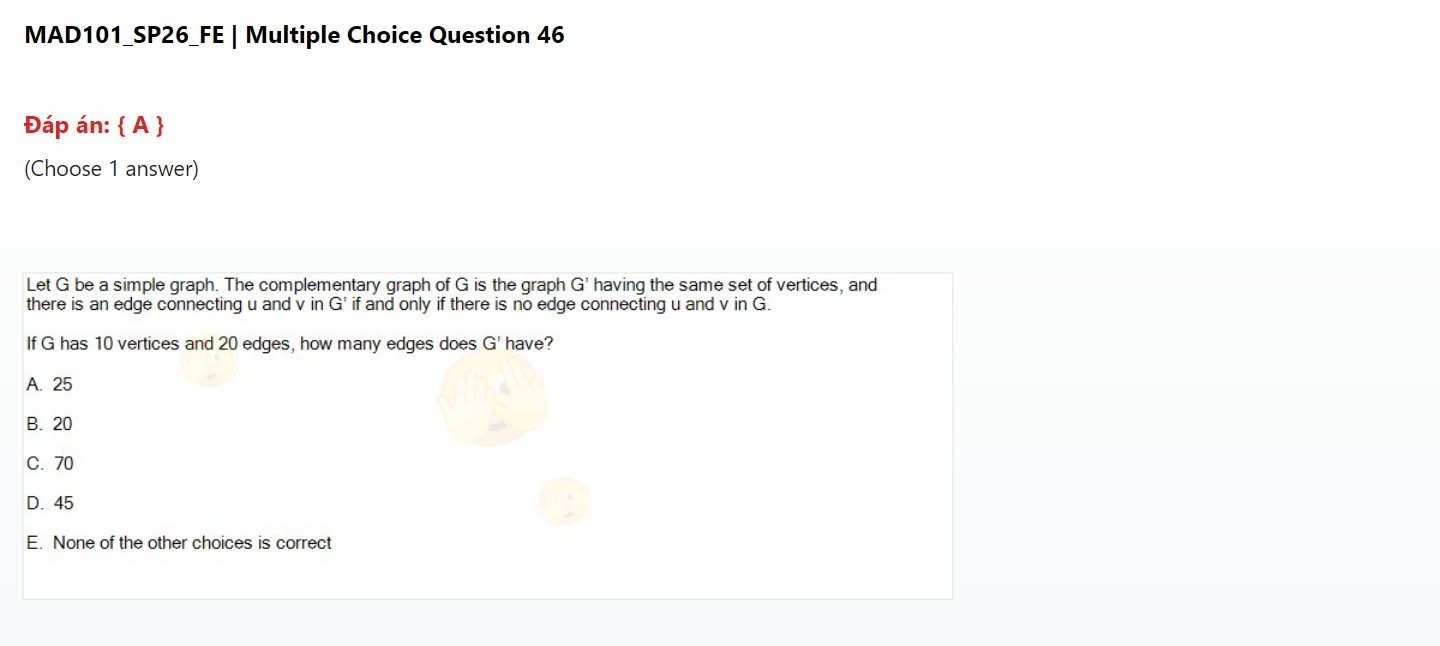 MAD101_SP26_FE | Multiple Choice Question 46
Đáp án: { A }
(Choose 1 answer)
Let G be a simple graph. The complementary graph of G is the graph G' having the same set of vertices, and
there is an edge connecting u and v in G' if and only if there is no edge connecting u and v in G.
If G has 10 vertices and 20 edges, how many edges does G' have?
A. 25
B. 20
C. 70
D. 45
E. None of the other choices is correct